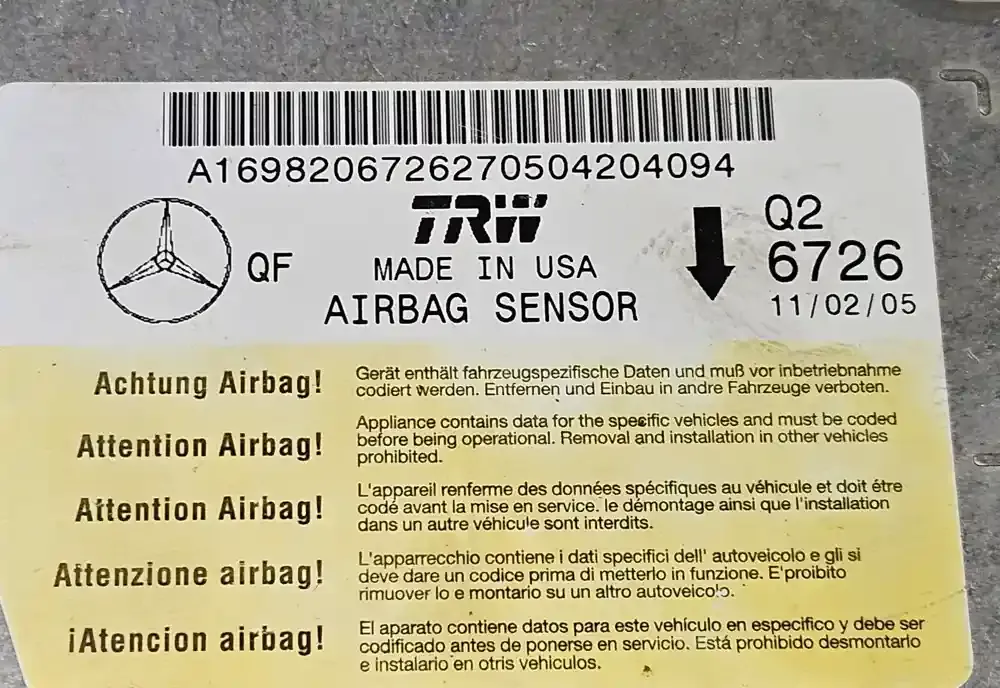 A1698206726270504204094
TRW
Q2
QF
MADE IN USA
6726
AIRBAG SENSOR
11/02/05
Achtung Airbag!
Gerät enthält fahrzeugspezifische Daten und muß vor inbetriebnahme
codiert werden. Entfernen und Einbau in andre Fahrzeuge verboten.
Attention Airbag!
Appliance contains data for the specific vehicles and must be coded
before being operational. Removal and installation in other vehicles
prohibited.
Attention Airbag!
L'appareil renferme des données spécifiques au véhicule et doit étre
codé avant la mise en service. le démontage ainsi que l'installation
dans un autre véhicule sont interdits.
Attenzione airbag!
L'apparrecchio contiene i dati specifici dell' autoveicolo e gli si
deve dare un codice prima di metterlo in funzione. E'proibito
rimuover lo e montario su un altro autoveicolo.
¡Atencion airbag!
El aparato contiene datos para este vehículo en especifico y debe ser
codificado antes de ponerse en servicio. Está prohibido desmontarlo
e instalario en otris vehiculos.